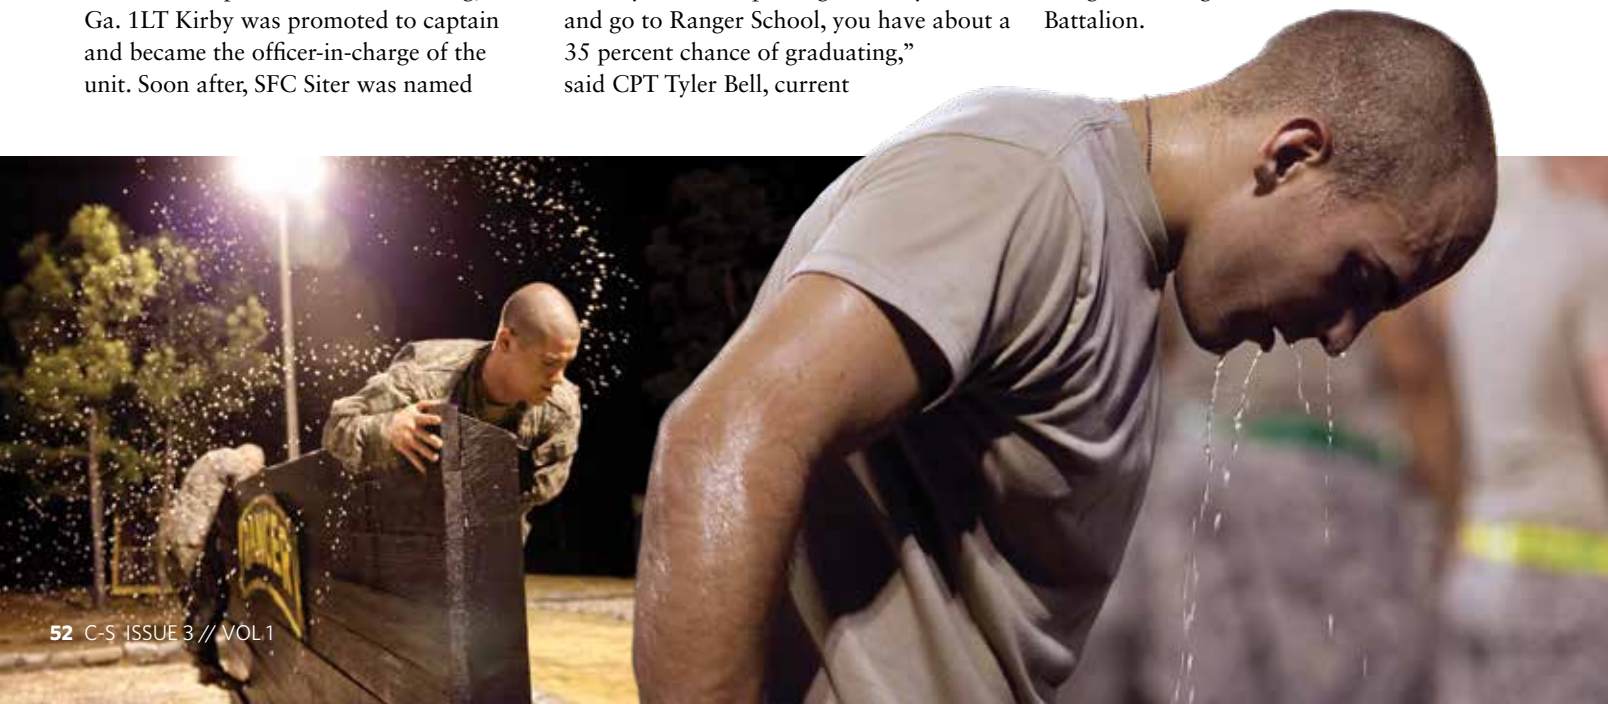 Ga. 1LT Kirby was promoted to captain
and became the officer-in-charge of the
unit. Soon after, SFC Siter was named
and go to Ranger School, you have about a
35 percent chance of graduating,”
said CPT Tyler Bell, current
Battalion.
RANGER
52 C-S ISSUE 3 // VOL 1